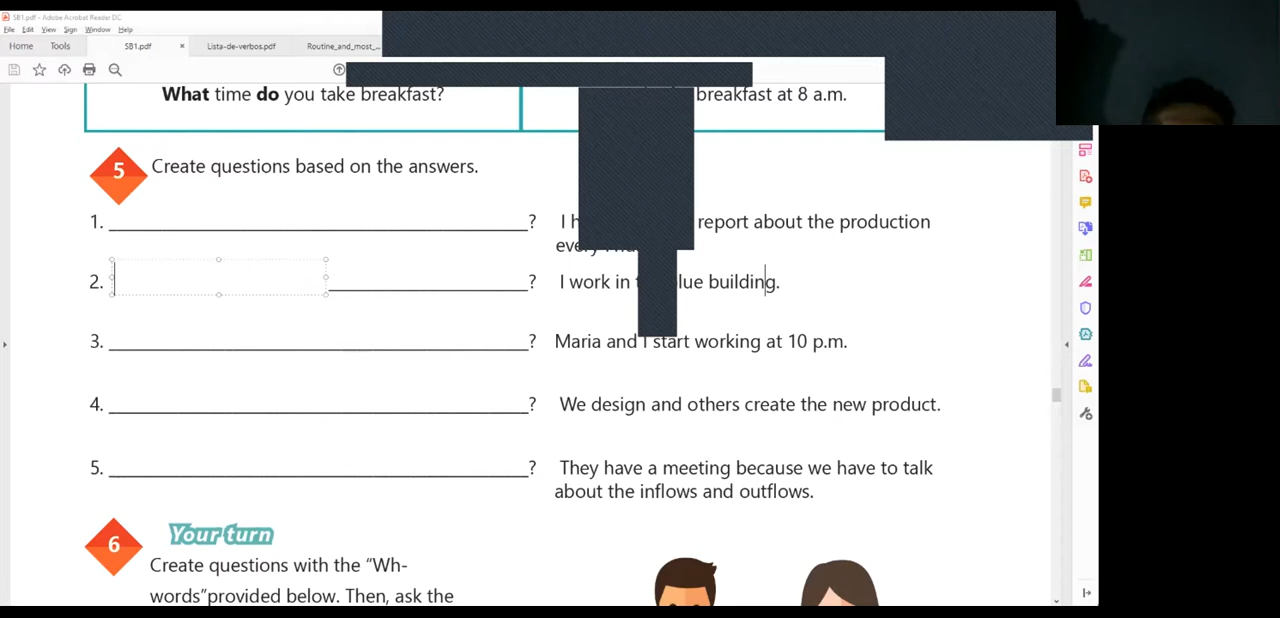 SB1.pdf - Adobe Acrobat Reader DC
File Edit View Sign Window Help
Home Tools SB1.pdf × Lista-de-verbos.pdf Routine_and_most_...
What time do you take breakfast? breakfast at 8 a.m.
5 Create questions based on the answers.
1. ? I report about the production
2. ? I work in blue building.
3. ? Maria and I start working at 10 p.m.
4. ? We design and others create the new product.
5. ? They have a meeting because we have to talk
about the inflows and outflows.
6 Your turn
Create questions with the “Wh-
words”provided below. Then, ask the